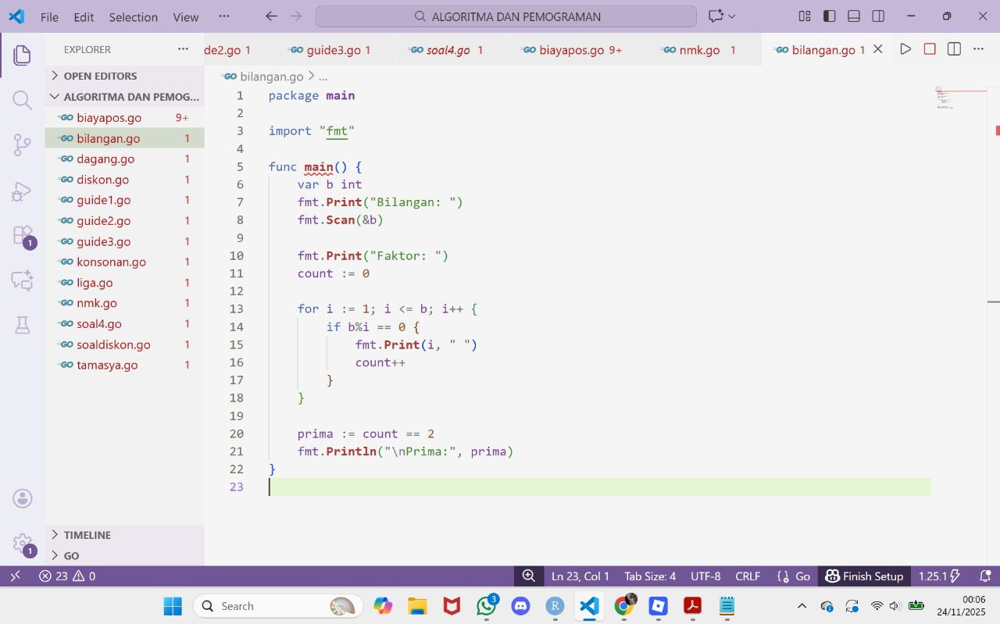 File Edit Selection View ··· ALGORITMA DAN PEMOGRAMAN
EXPLORER ···
de2.go 1 guide3.go 1 soal4.go 1 biayapos.go 9+ nmk.go 1 bilangan.go 1
OPEN EDITORS
ALGORITMA DAN PEMOG...
biayapos.go 9+
bilangan.go 1
dagang.go 1
diskon.go 1
guide1.go 1
guide2.go 1
guide3.go 1
konsonan.go 1
liga.go 1
nmk.go 1
soal4.go 1
soaldiskon.go 1
tamasya.go 1
TIMELINE
GO
bilangan.go > ...
1 package main
2
3 import "fmt"
4
5 func main() {
6 var b int
7 fmt.Print("Bilangan: ")
8 fmt.Scan(&b)
9
10 fmt.Print("Faktor: ")
11 count := 0
12
13 for i := 1; i <= b; i++ {
14 if b%i == 0 {
15 fmt.Print(i, " ")
16 count++
17 }
18 }
19
20 prima := count == 2
21 fmt.Println("\nPrima:", prima)
22 }
23
1
1
23 0 Ln 23, Col 1 Tab Size: 4 UTF-8 CRLF {} Go Finish Setup 1.25.1
Search 3 00:06
24/11/2025